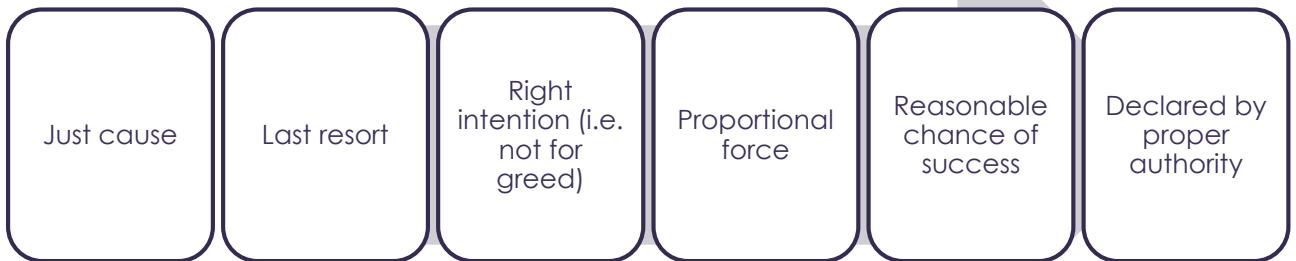 Just cause
Last resort
Right
intention (i.e.
not for
greed)
Proportional
force
Reasonable
chance of
success
Declared by
proper
authority